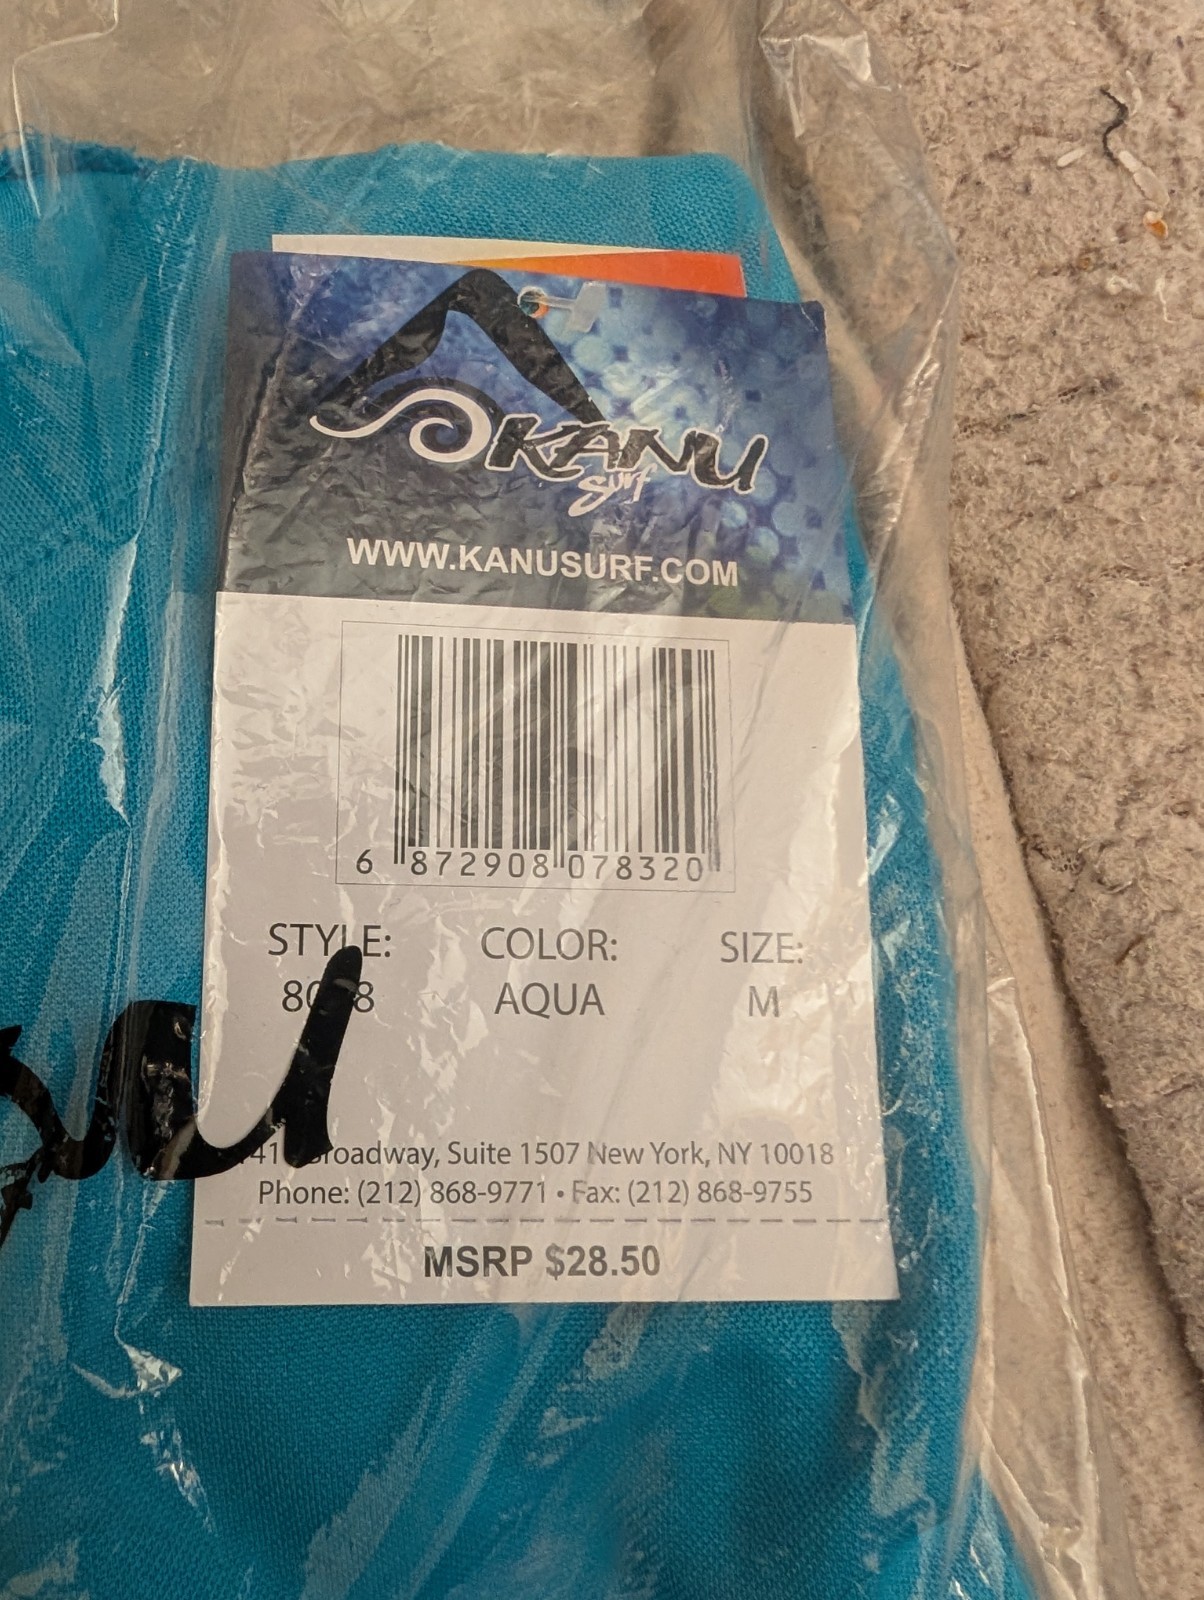 KANU
Surf
WWW.KANUSURF.COM
6 872908 078320
STYLE: COLOR: SIZE:
AQUA M
Broadway, Suite 1507 New York, NY 10018
Phone: (212) 868-9771 • Fax: (212) 868-9755
MSRP $28.50